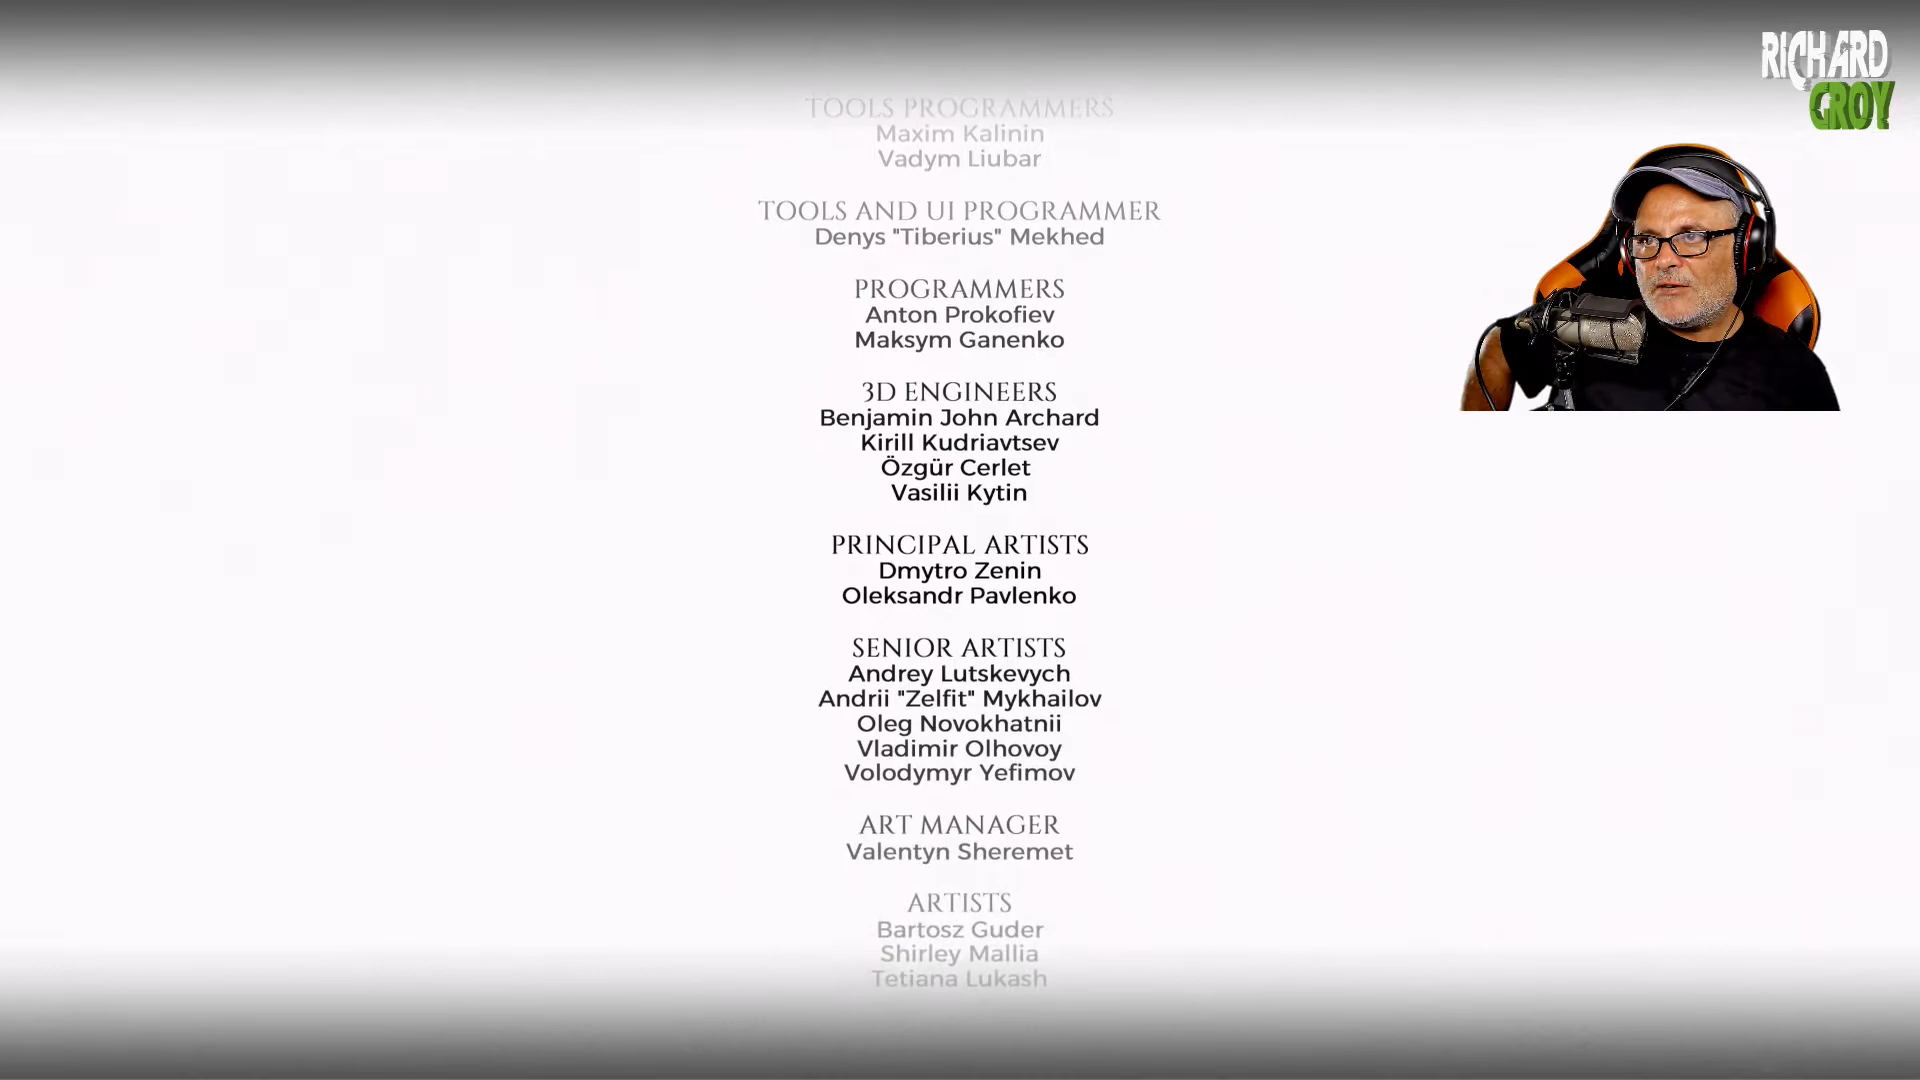 RICHARD
GROY
TOOLS PROGRAMMERS
Maxim Kalinin
Vadym Liubar
TOOLS AND UI PROGRAMMER
Denys "Tiberius" Mekhed
PROGRAMMERS
Anton Prokofiev
Maksym Ganenko
3D ENGINEERS
Benjamin John Archard
Kirill Kudriavtsev
Özgür Cerlet
Vasilii Kytin
PRINCIPAL ARTISTS
Dmytro Zenin
Oleksandr Pavlenko
SENIOR ARTISTS
Andrey Lutskevych
Andrii "Zelfit" Mykhailov
Oleg Novokhatnii
Vladimir Olhovoy
Volodymyr Yefimov
ART MANAGER
Valentyn Sheremet
ARTISTS
Bartosz Guder
Shirley Mallia
Tetiana Lukash